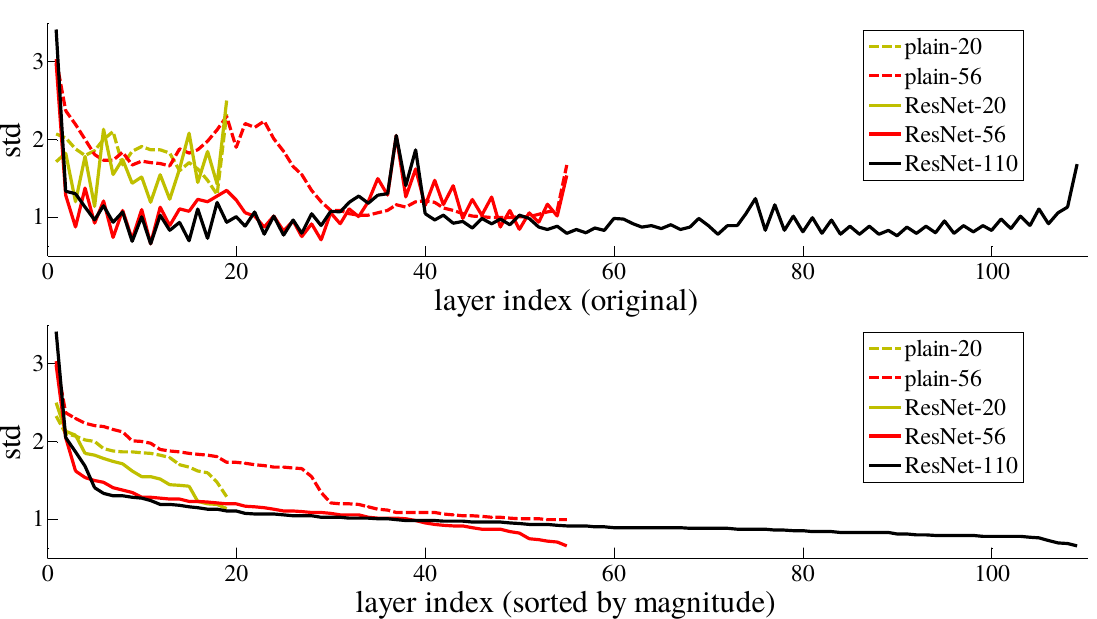 3
2
1
std
0 20 40 60 80 100
layer index (original)
plain-20
plain-56
ResNet-20
ResNet-56
ResNet-110
3
2
1
std
0 20 40 60 80 100
layer index (sorted by magnitude)
plain-20
plain-56
ResNet-20
ResNet-56
ResNet-110